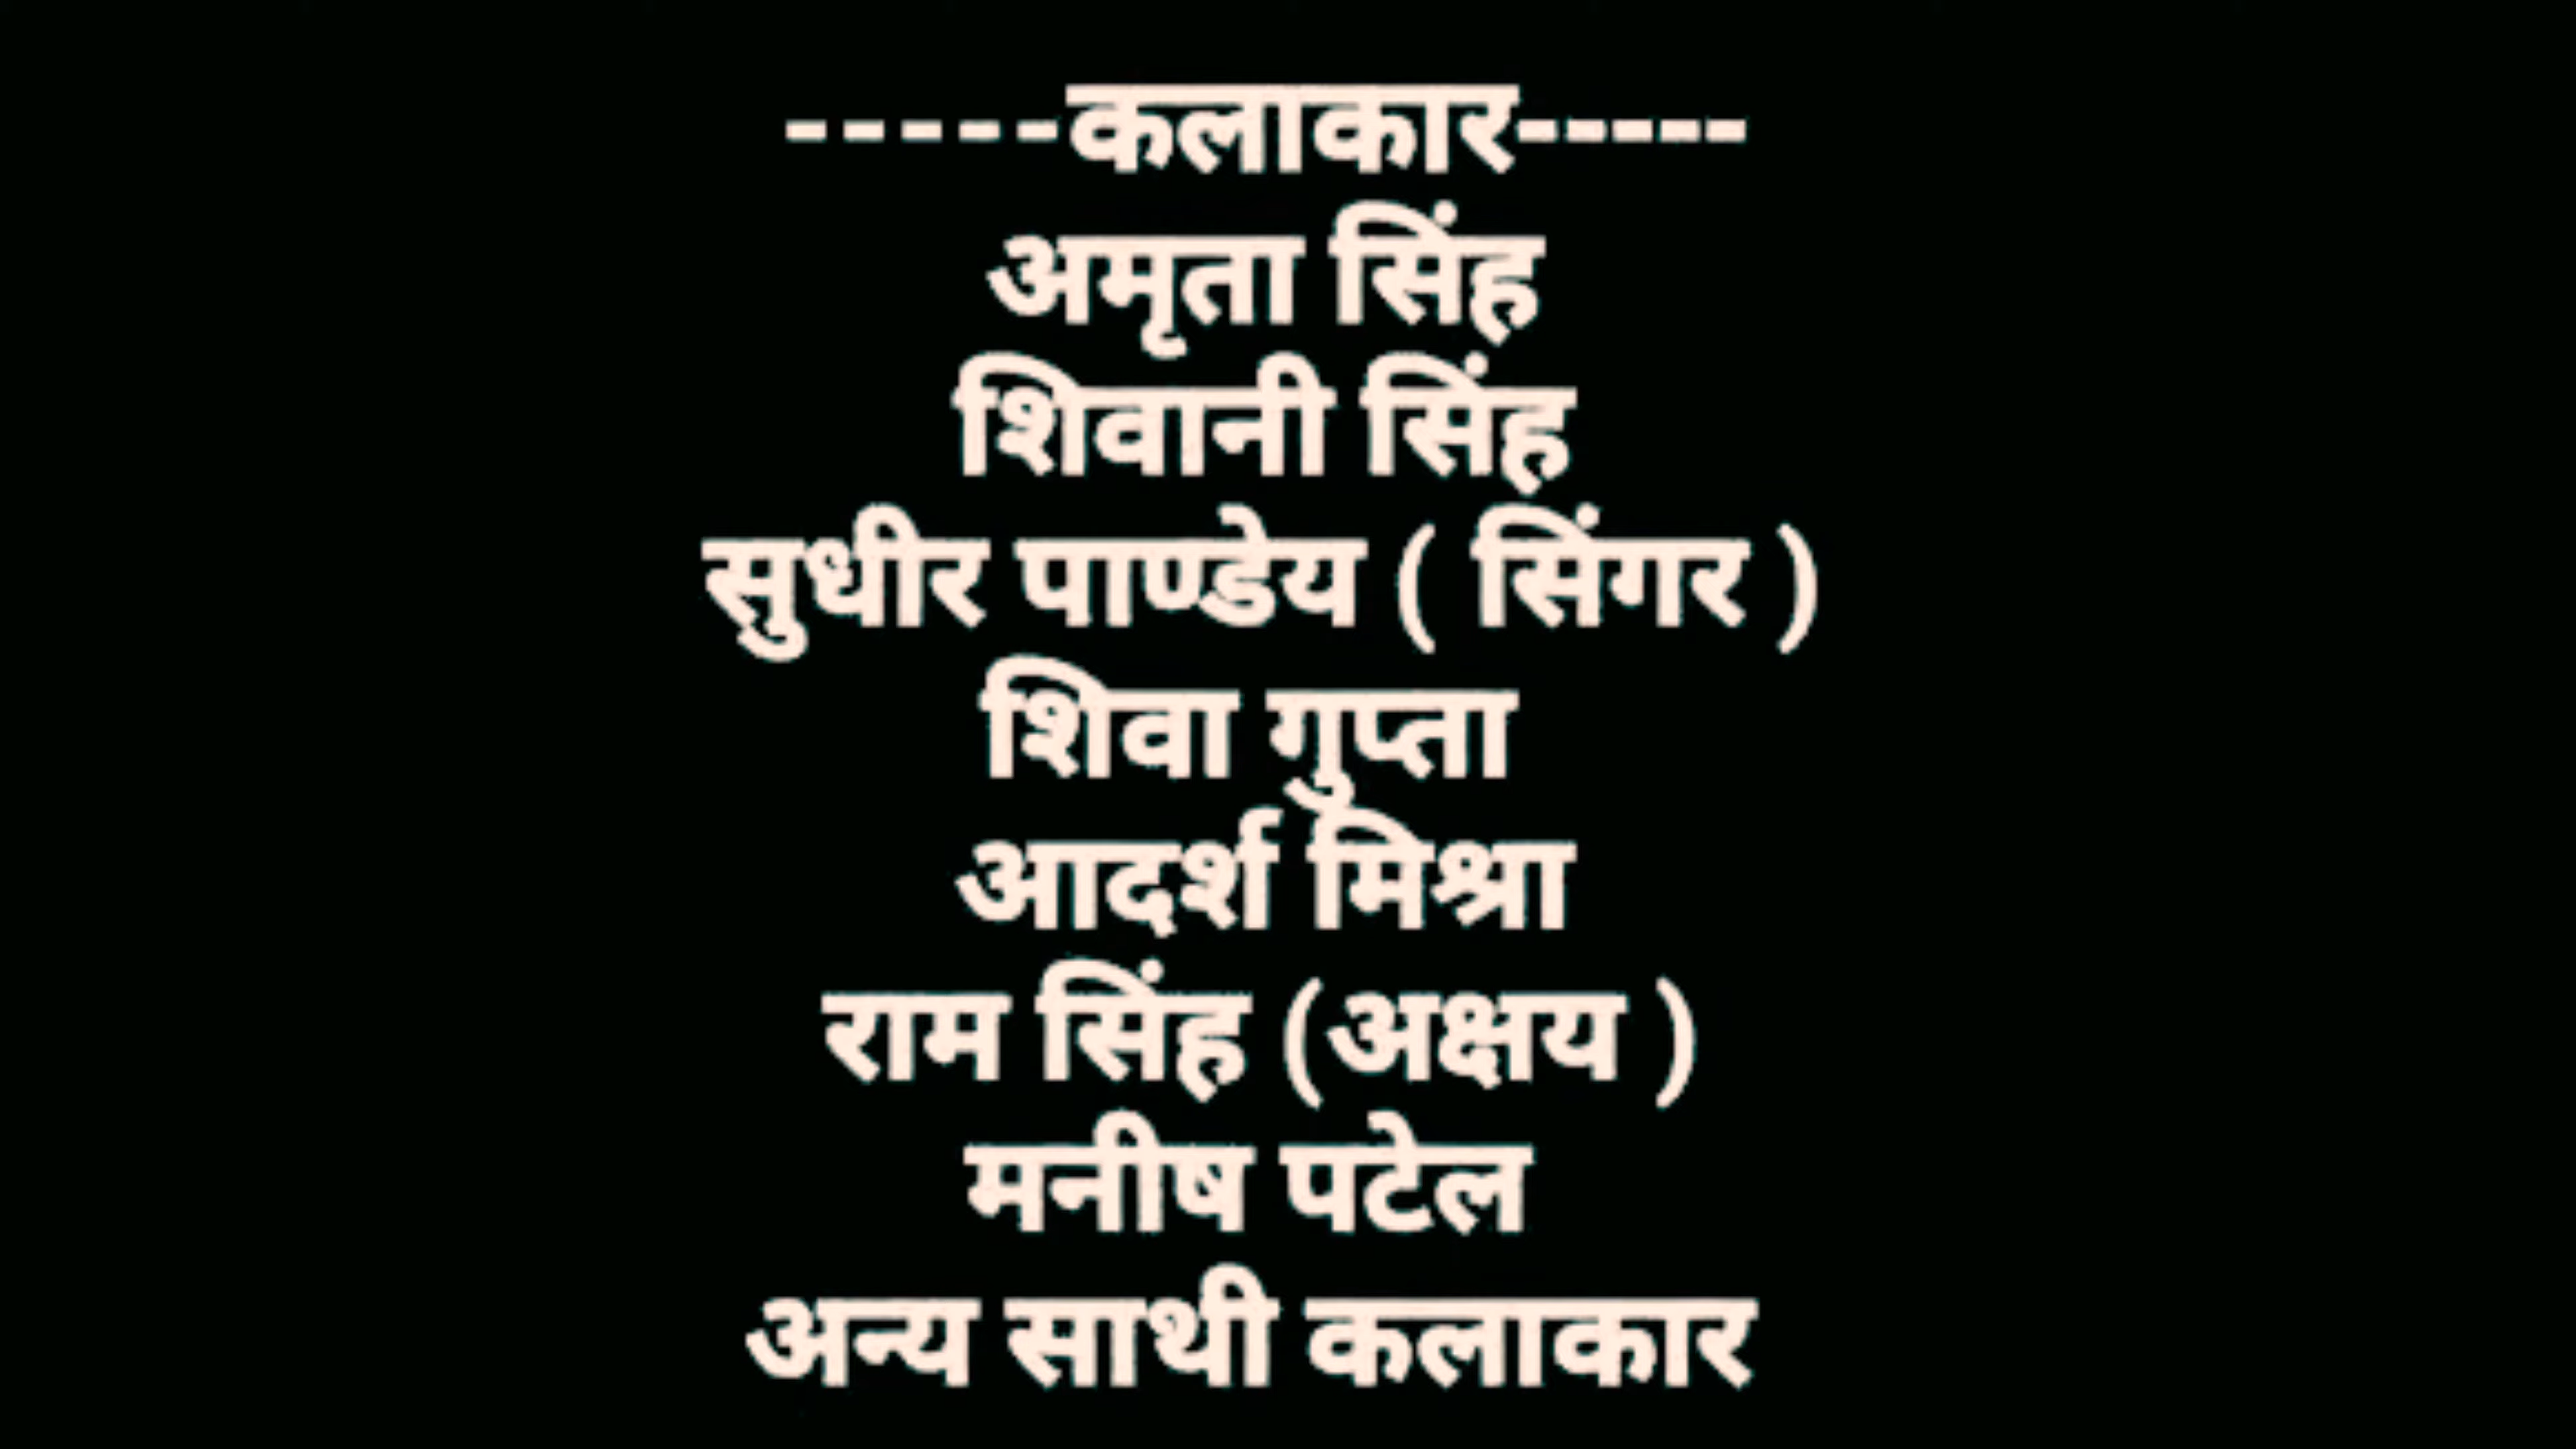 -----कलाकार-----
अमृता सिंह
शिवानी सिंह
सुधीर पाण्डेय ( सिंगर )
शिवा गुप्ता
आदर्श मिश्रा
राम सिंह (अक्षय )
मनीष पटेल
अन्य साथी कलाकार